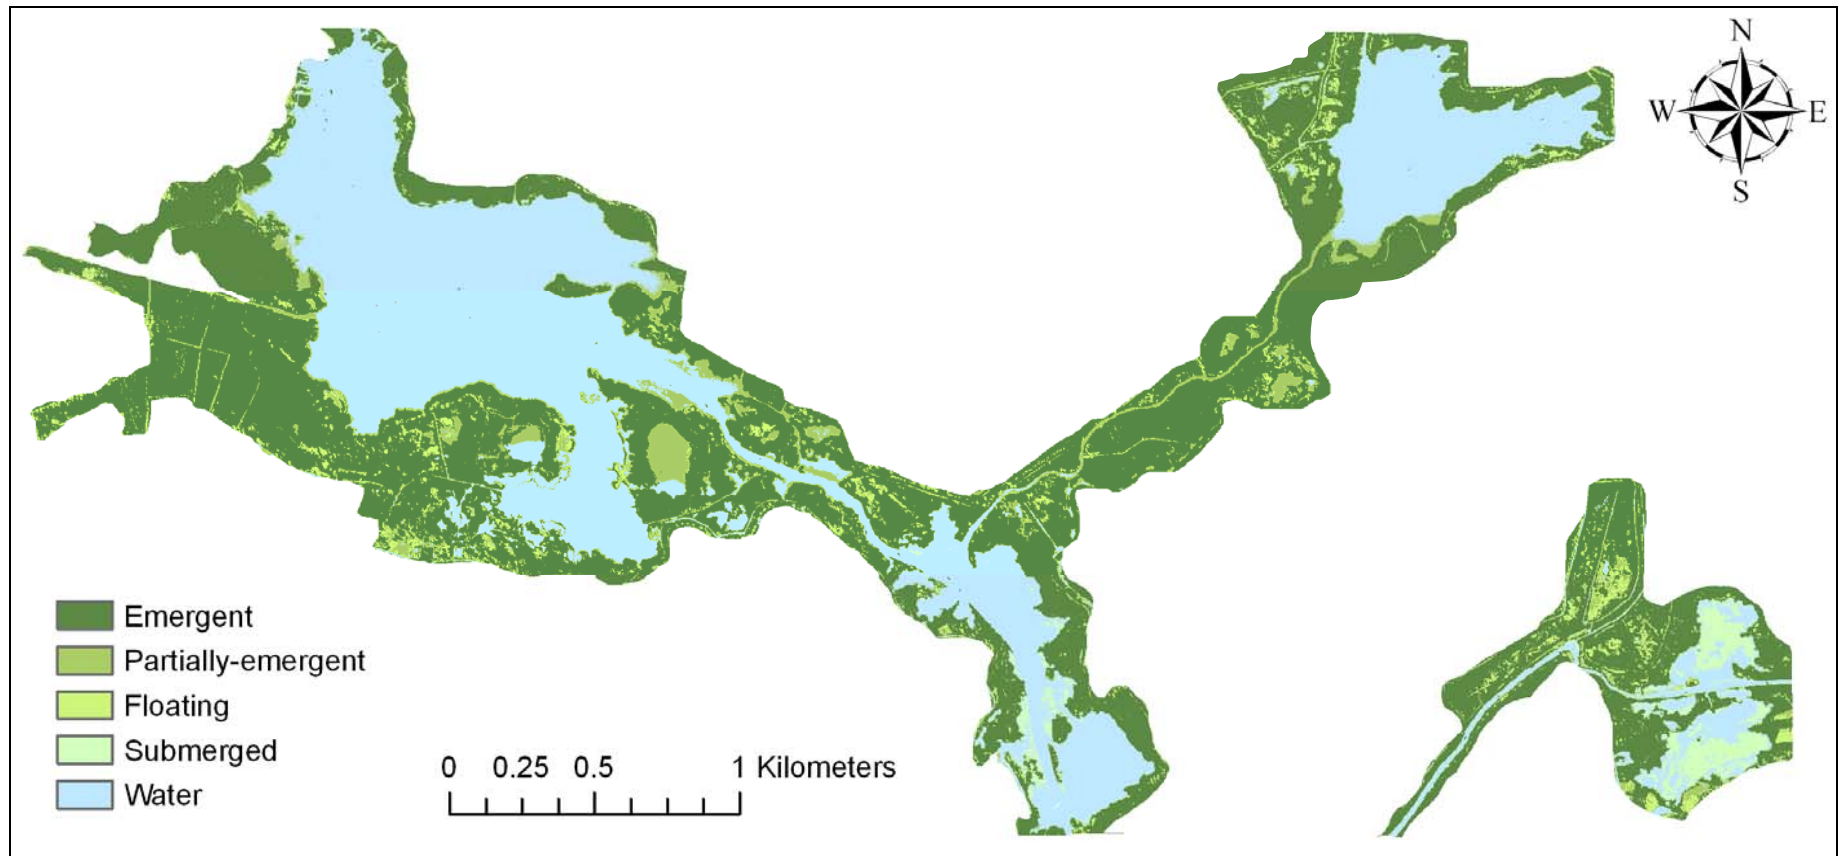 N
W E
S
Emergent
Partially-emergent
Floating
Submerged
Water
0 0.25 0.5 1 Kilometers